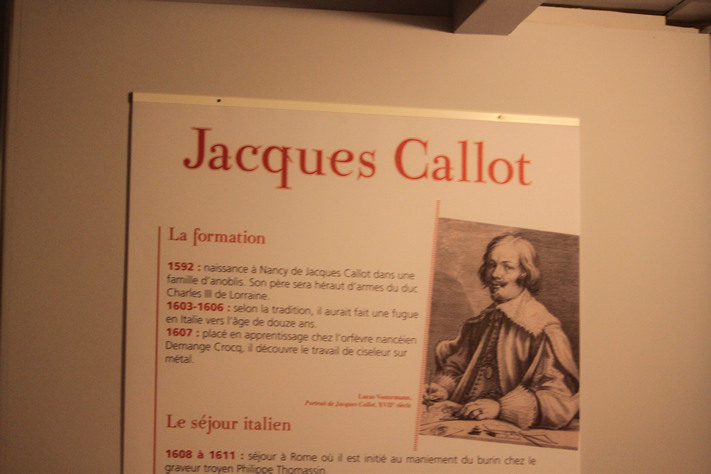 Jacques Callot
La formation
1592 : naissance à Nancy de Jacques Callot dans une
famille d'anoblis. Son père sera héraut d'armes du duc
Charles III de Lorraine.
1603-1606 : selon la tradition, il aurait fait une fugue
en Italie vers l'âge de douze ans.
1607 : placé en apprentissage chez l'orfèvre nancéien
Demange Crocq, il découvre le travail de ciseleur sur
métal.
Lucas Vorsterman,
Portrait de Jacques Callot, XVIIe siècle
Le séjour italien
1608 à 1611 : séjour à Rome où il est initié au maniement du burin chez le
graveur troyen Philippe Thomassin